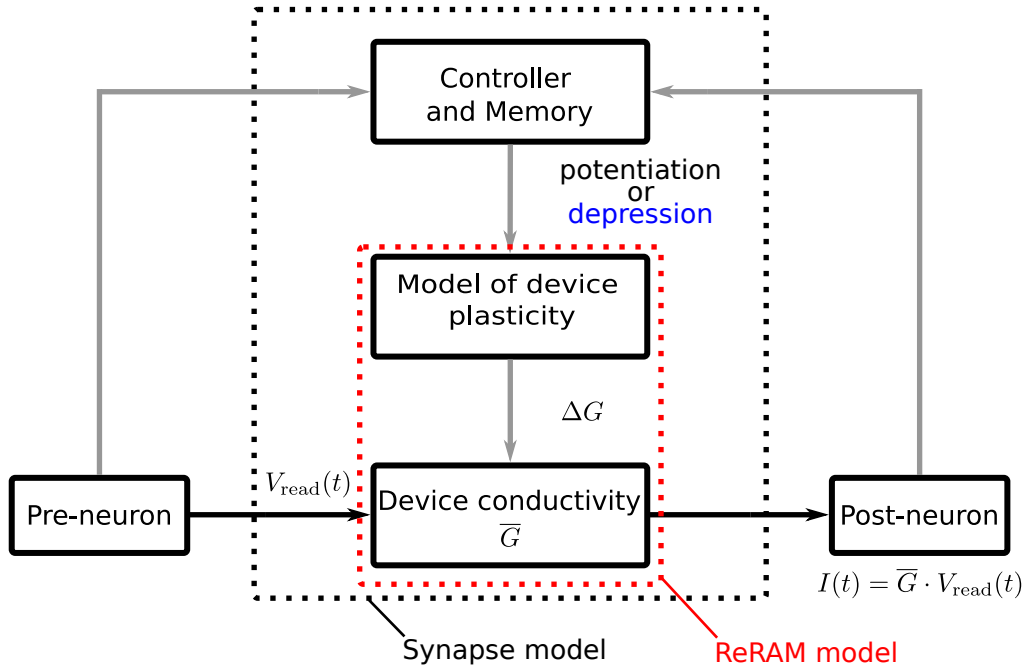 Controller
and Memory
potentiation
or
depression
Model of device
plasticity
ΔG
V_read(t)
Pre-neuron
Device conductivity
G̅
Post-neuron
I(t) = G̅ · V_read(t)
Synapse model
ReRAM model